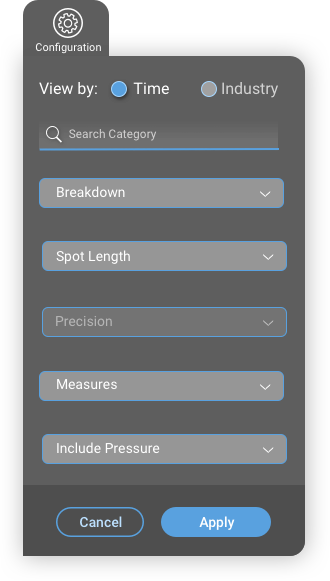 Configuration
View by: Time Industry
Search Category
Breakdown
Spot Length
Precision
Measures
Include Pressure
Cancel Apply